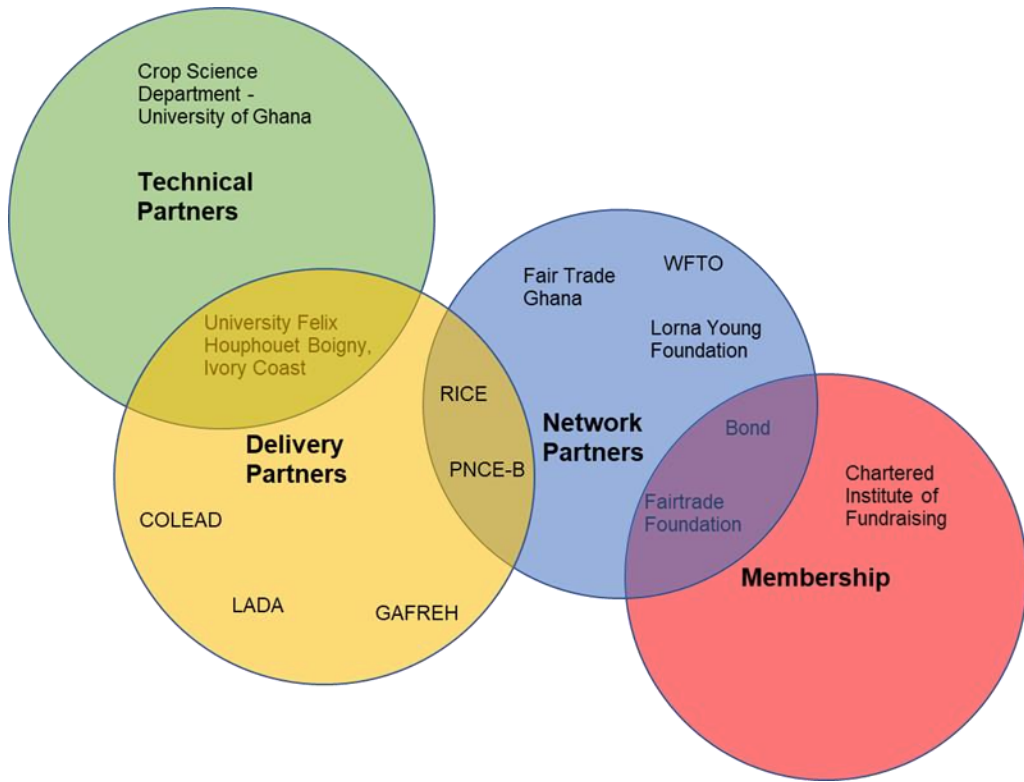 Crop Science
Department -
University of Ghana
Technical
Partners
University Felix
Houphouet Boigny,
Ivory Coast
Delivery
Partners
COLEAD
LADA
GAFREH
RICE
PNCE-B
Fair Trade
Ghana
WFTO
Lorna Young
Foundation
Network
Partners
Bond
Fairtrade
Foundation
Chartered
Institute of
Fundraising
Membership